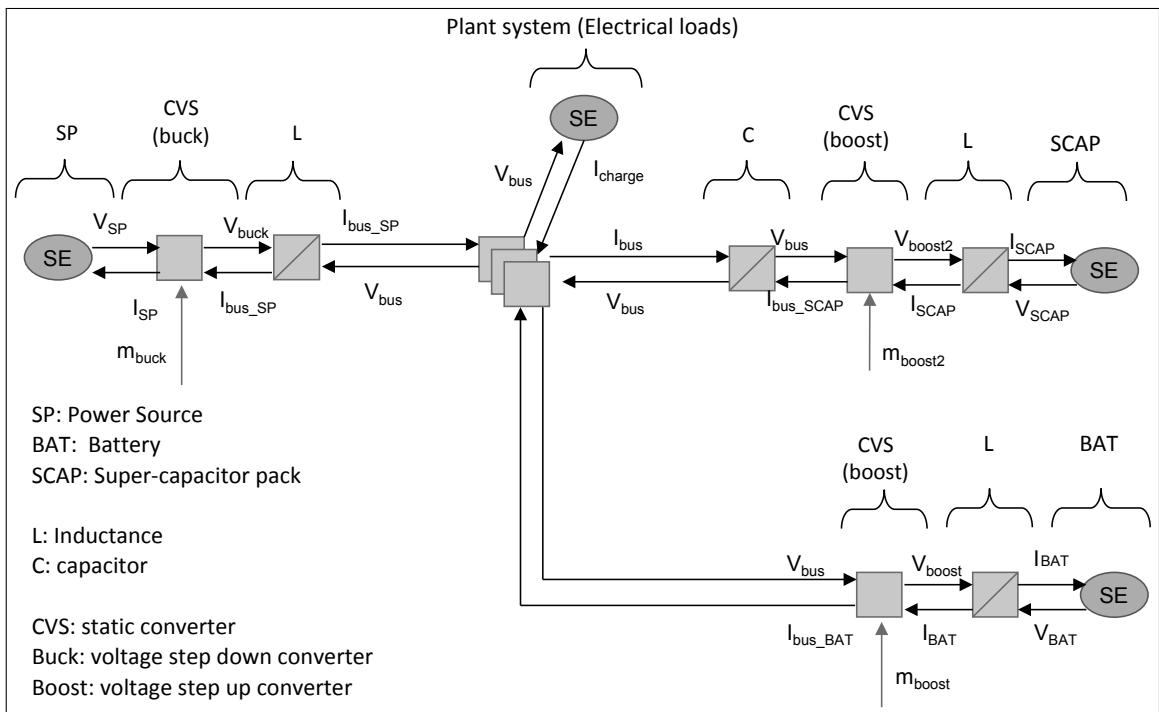 Plant system (Electrical loads)
SE
SP
CVS
(buck)
L
C
CVS
(boost)
L
SCAP
V_bus
I_charge
V_SP
V_buck
I_bus_SP
I_bus
V_bus
V_boost2
I_SCAP
SE
SE
I_SP
I_bus_SP
V_bus
V_bus
I_bus_SCAP
I_SCAP
V_SCAP
m_buck
m_boost2
SP: Power Source
BAT:  Battery
SCAP: Super-capacitor pack
L: Inductance
C: capacitor
CVS: static converter
Buck: voltage step down converter
Boost: voltage step up converter
CVS
(boost)
L
BAT
V_bus
V_boost
I_BAT
SE
I_bus_BAT
I_BAT
V_BAT
m_boost